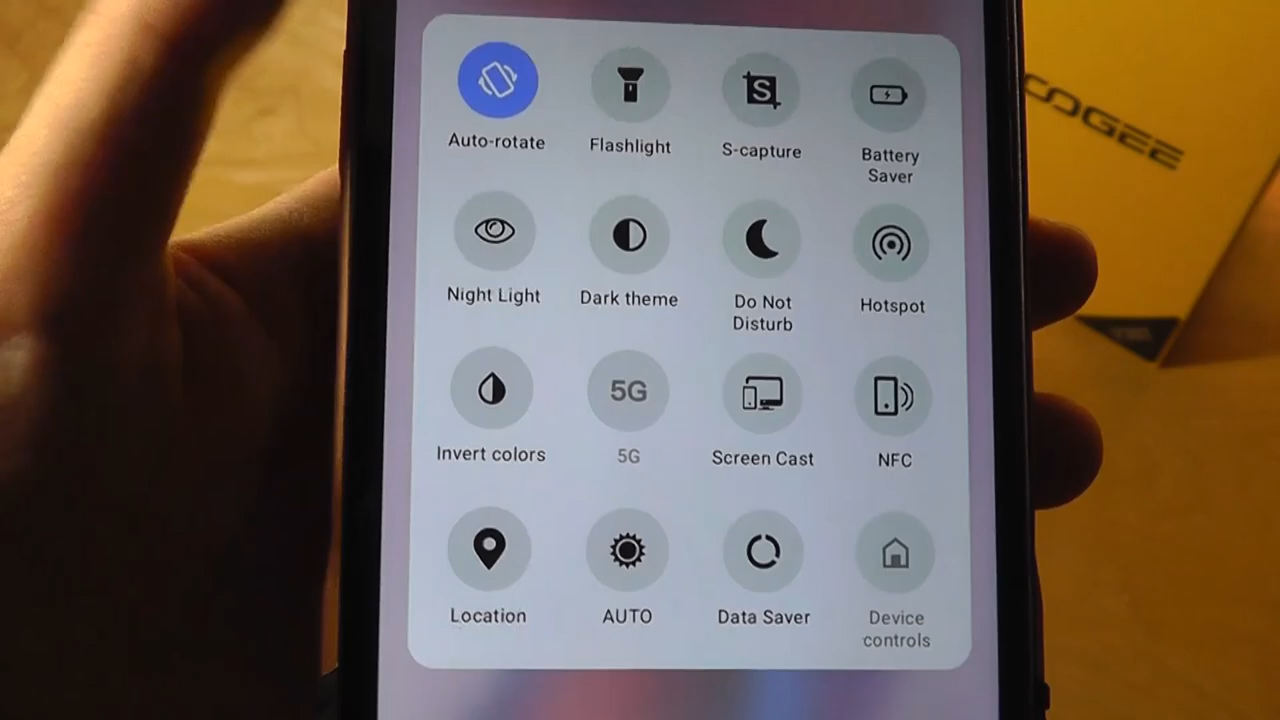 Auto-rotate
Flashlight
S-capture
Battery
Saver
Night Light
Dark theme
Do Not
Disturb
Hotspot
Invert colors
5G
5G
Screen Cast
NFC
Location
AUTO
Data Saver
Device
controls
S
OOGEE